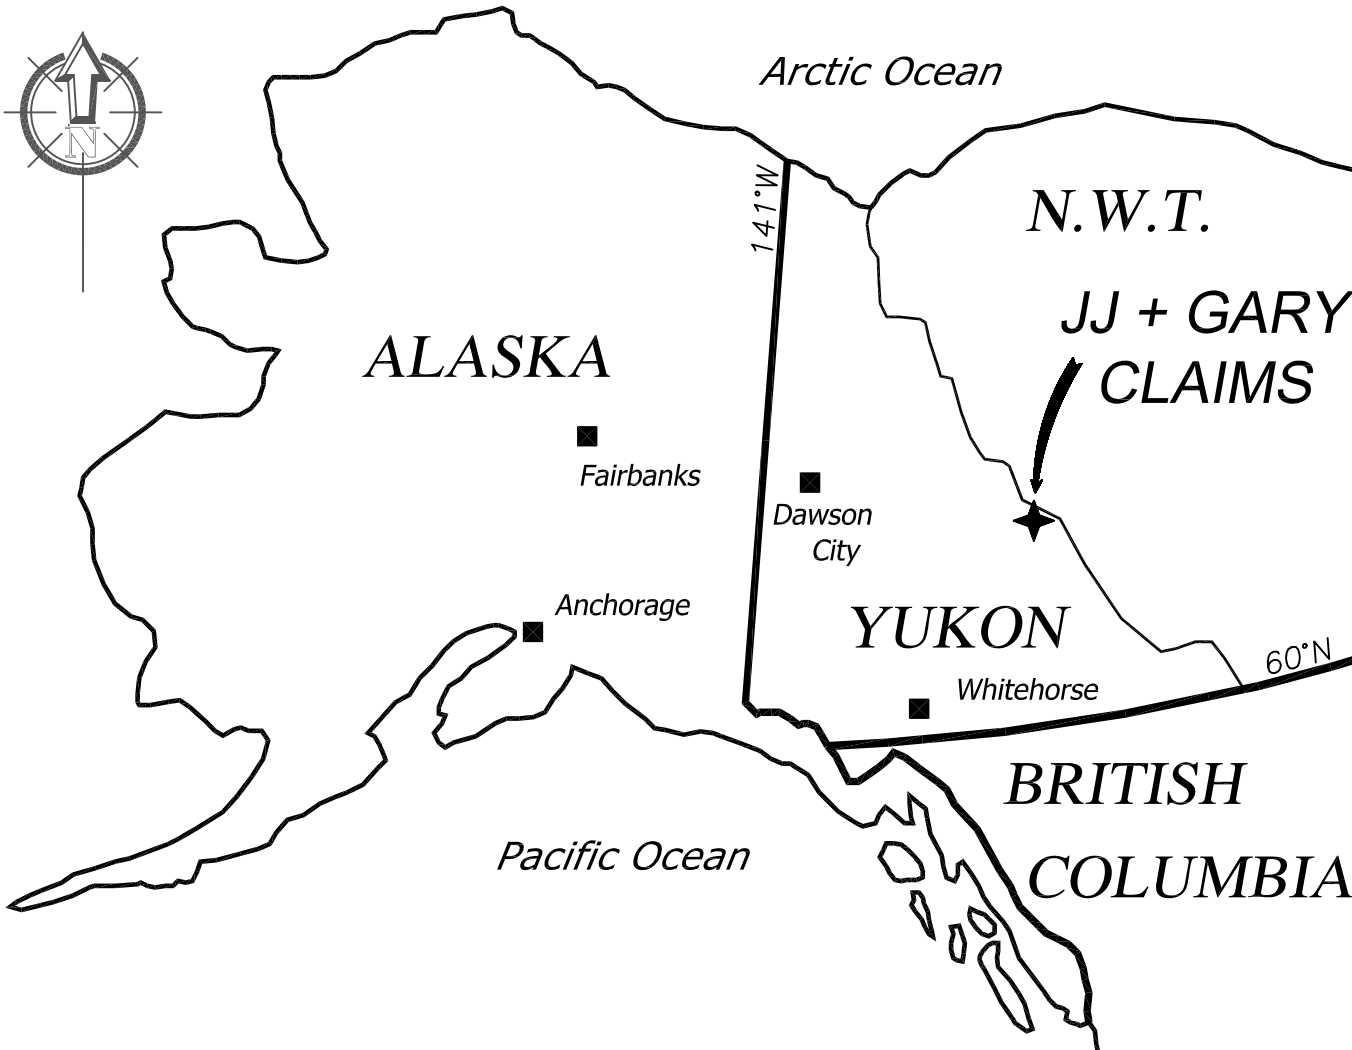 Arctic Ocean
N
141°W
N.W.T.
JJ + GARY
CLAIMS
ALASKA
Fairbanks
Dawson
City
Anchorage
YUKON
60°N
Whitehorse
BRITISH
COLUMBIA
Pacific Ocean